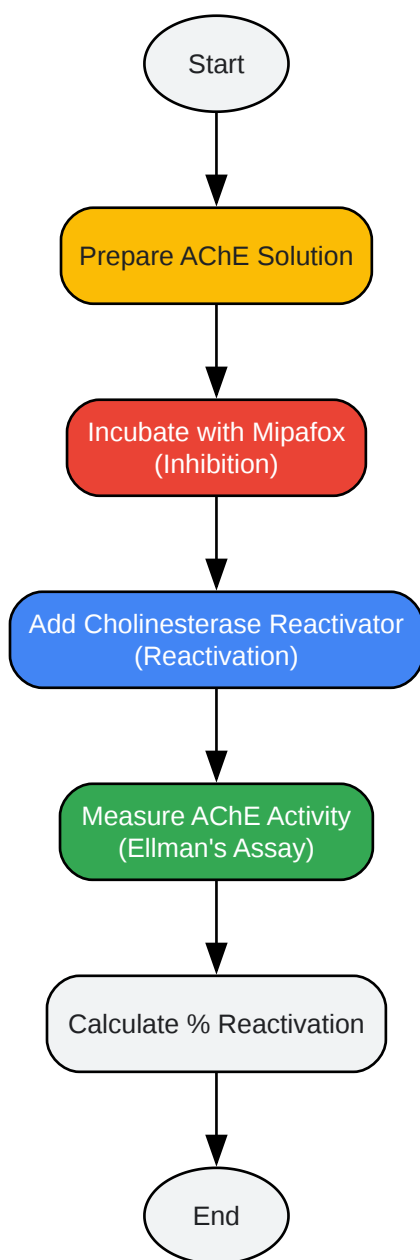 Start
Prepare AChE Solution
Incubate with Mipafox
(Inhibition)
Add Cholinesterase Reactivator
(Reactivation)
Measure AChE Activity
(Ellman's Assay)
Calculate % Reactivation
End